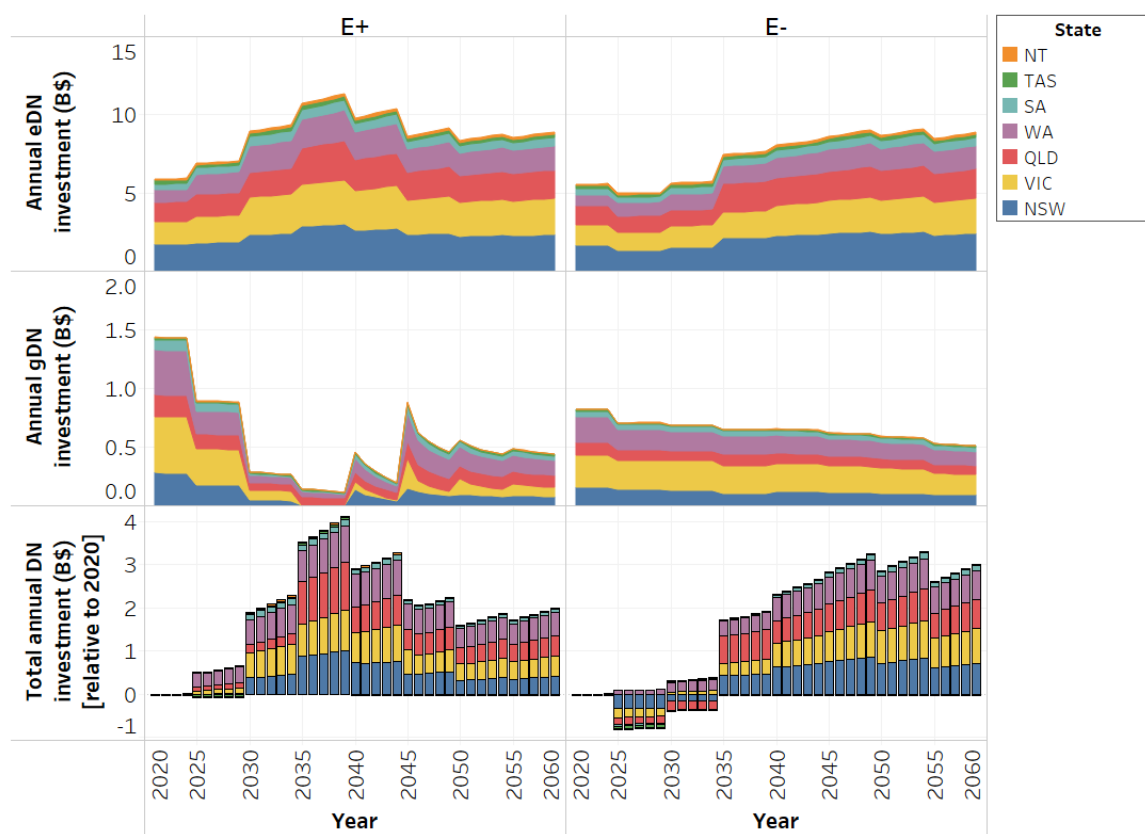 E+
E-
State
NT
TAS
SA
WA
QLD
VIC
NSW
Annual eDN
investment (B$)
15
10
5
0
Annual gDN
investment (B$)
2.0
1.5
1.0
0.5
0.0
Total annual DN
investment (B$)
[relative to 2020]
4
3
2
1
0
-1
2020
2025
2030
2035
2040
2045
2050
2055
2060
2020
2025
2030
2035
2040
2045
2050
2055
2060
Year
Year